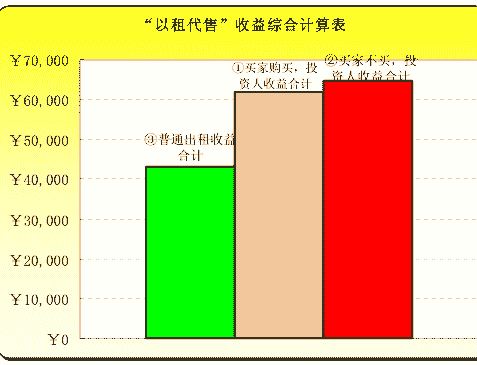 “以租代售”收益综合计算表
￥70,000
￥60,000
￥50,000
￥40,000
￥30,000
￥20,000
￥10,000
￥0
③普通出租收益
合计
①买家购买，投
资人收益合计
②买家不买，投
资人收益合计